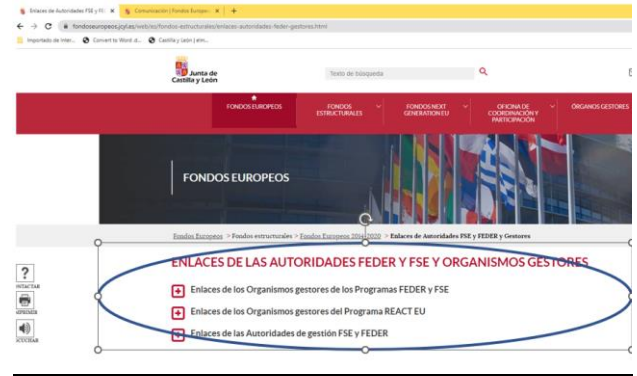 Enlaces de Autoridades FSE y FE
Comunicación | Fondos Europeo
fondoseuropeos.jcyl.es/web/es/fondos-estructurales/enlaces-autoridades-feder-gestores.html
Importado de Inter...
Convert to Word d...
Castilla y León | Adm...
Junta de
Castilla y León
Texto de búsqueda
FONDOS EUROPEOS
FONDOS
ESTRUCTURALES
FONDOS NEXT
GENERATION EU
OFICINA DE
COORDINACIÓN Y
PARTICIPACIÓN
ÓRGANOS GESTORES
FONDOS EUROPEOS
Fondos Europeos > Fondos estructurales > Fondos Europeos 2014-2020 > Enlaces de Autoridades FSE y FEDER y Gestores
ENLACES DE LAS AUTORIDADES FEDER Y FSE Y ORGANISMOS GESTORES
Enlaces de los Organismos gestores de los Programas FEDER y FSE
Enlaces de los Organismos gestores del Programa REACT EU
Enlaces de las Autoridades de gestión FSE y FEDER
?